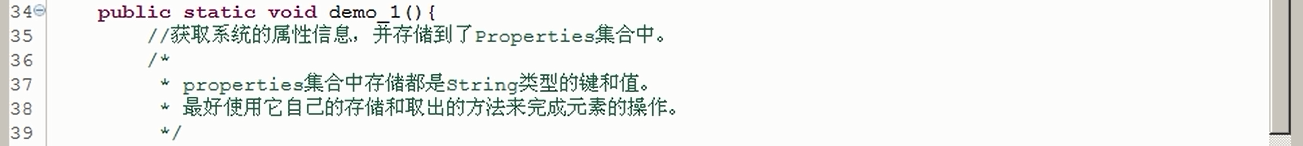 34 public static void demo_1(){
35 //获取系统的属性信息，并存储到了Properties集合中。
36 /*
37 * properties集合中存储都是String类型的键和值。
38 * 最好使用它自己的存储和取出的方法来完成元素的操作。
39 */